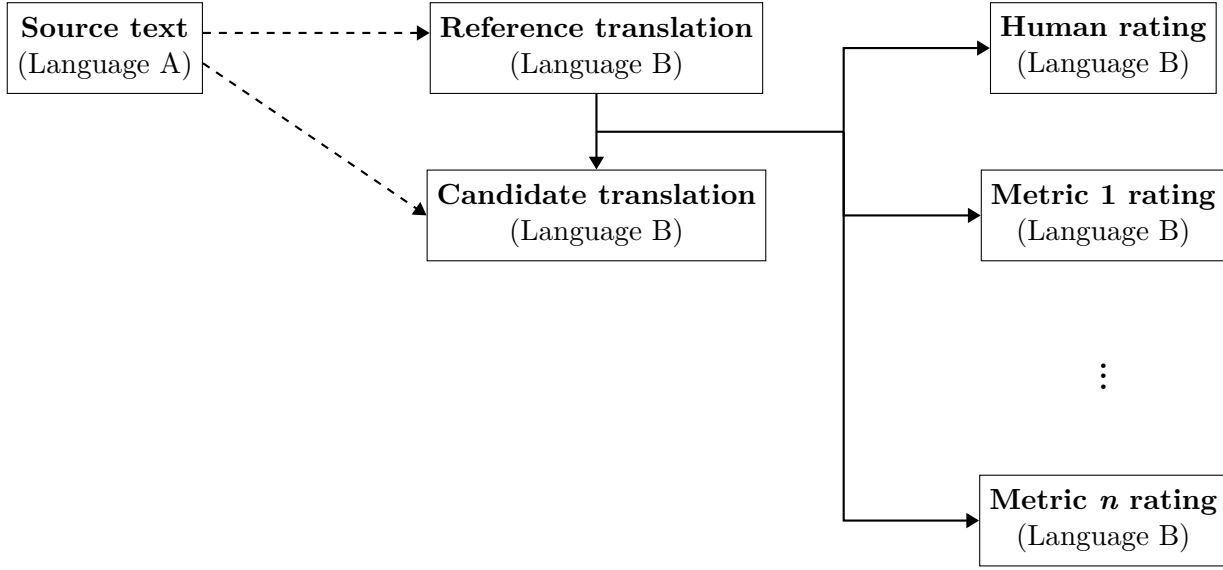 Source text
(Language A)
Reference translation
(Language B)
Human rating
(Language B)
Candidate translation
(Language B)
Metric 1 rating
(Language B)
⋮
Metric n rating
(Language B)